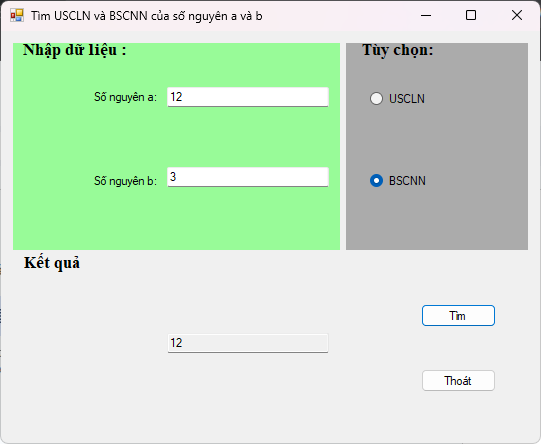 Tìm USCLN và BSCNN của số nguyên a và b
Nhập dữ liệu :
Tùy chọn:
Số nguyên a:
12
USCLN
Số nguyên b:
3
BSCNN
Kết quả
Tìm
12
Thoát